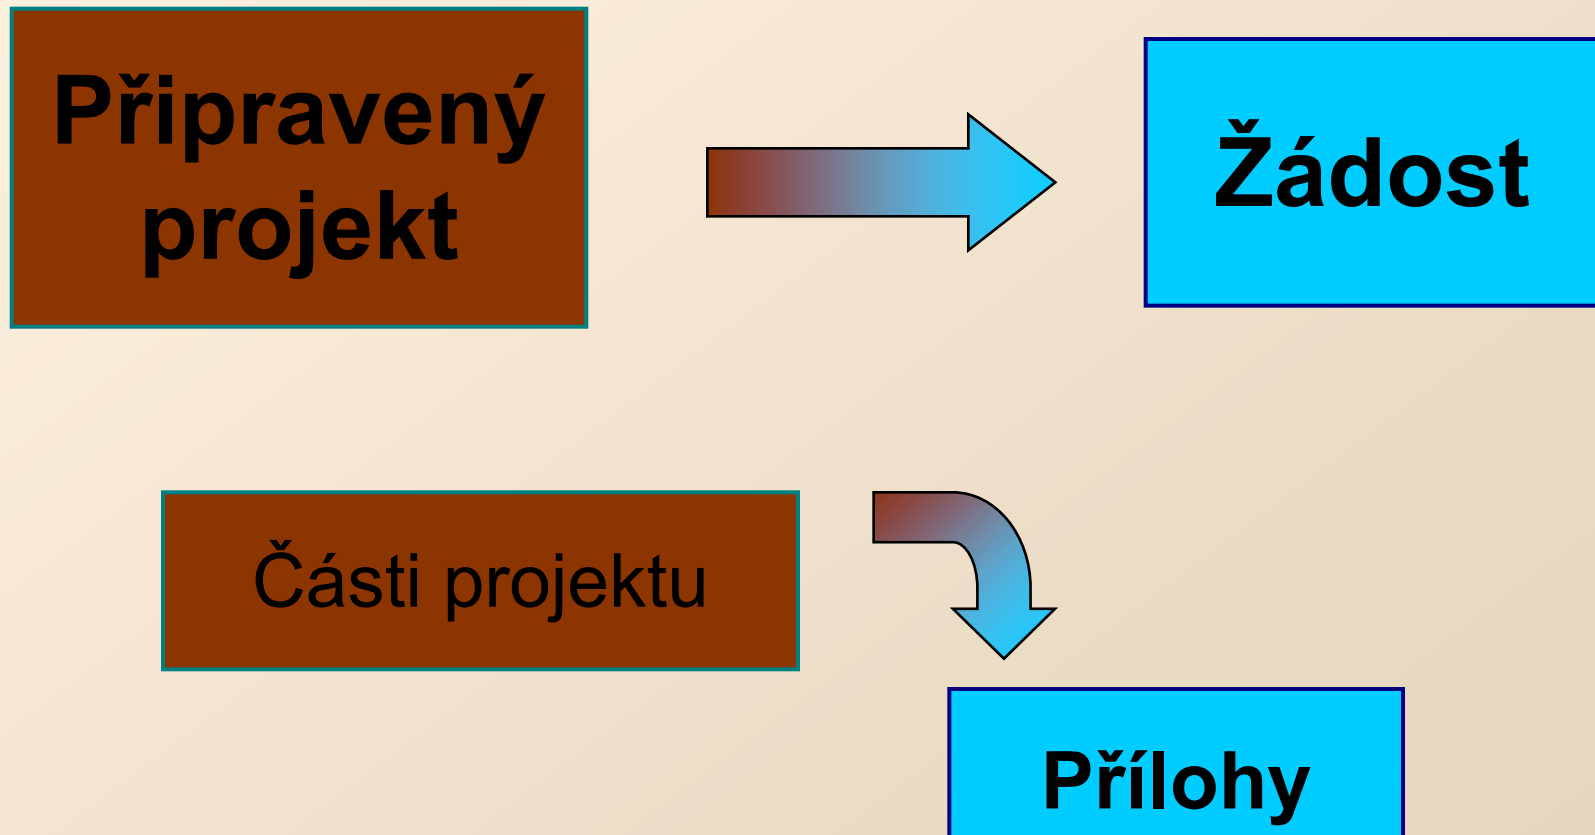 Připravený
projekt
Žádost
Části projektu
Přílohy